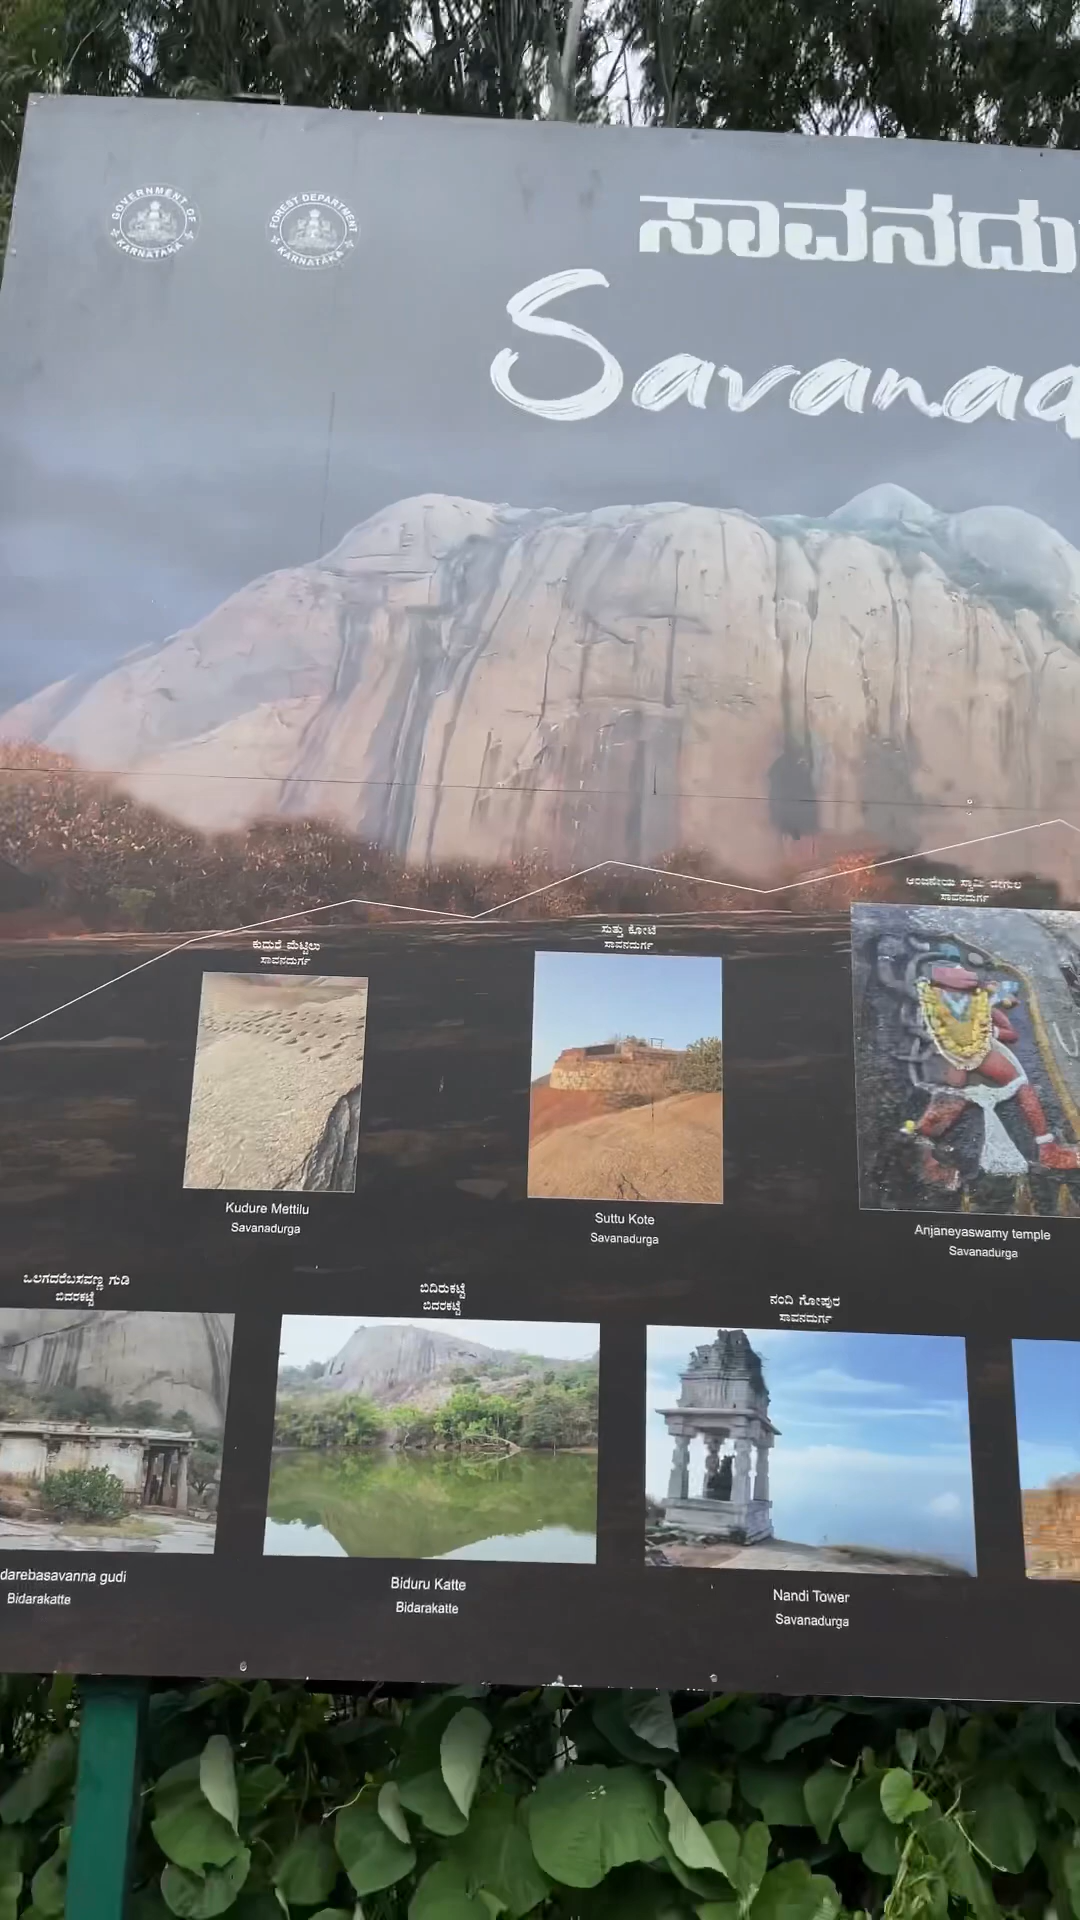 GOVERNMENT OF KARNATAKA
FOREST DEPARTMENT KARNATAKA
ಸಾವನದು
Savanad
ಆಂಜನೇಯ ಸ್ವಾಮಿ ದೇಗುಲ
ಸಾವನದುರ್ಗ
ಸುತ್ತು ಕೋಟೆ
ಸಾವನದುರ್ಗ
ಕುದುರೆ ಮೆಟ್ಟಿಲು
ಸಾವನದುರ್ಗ
Kudure Mettilu
Savanadurga
Suttu Kote
Savanadurga
Anjaneyaswamy temple
Savanadurga
ಒಲಗದರೆಬಸವಣ್ಣ ಗುಡಿ
ಬಿದರಕಟ್ಟೆ
ಬಿದಿರುಕಟ್ಟೆ
ಬಿದರಕಟ್ಟೆ
ನಂದಿ ಗೋಪುರ
ಸಾವನದುರ್ಗ
darebasavanna gudi
Bidarakatte
Biduru Katte
Bidarakatte
Nandi Tower
Savanadurga